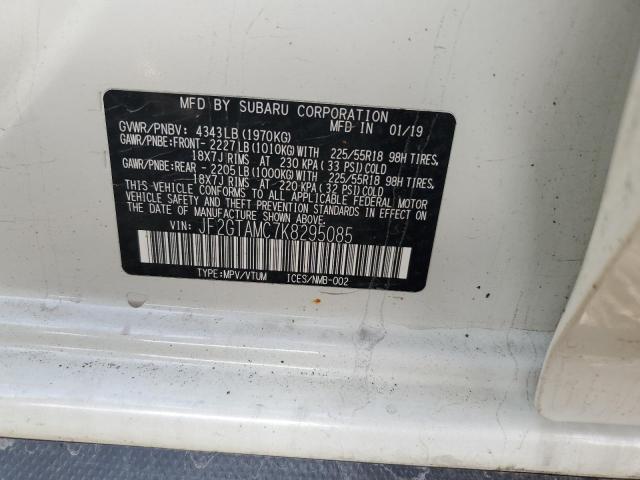 MFD BY SUBARU CORPORATION
GVWR/PNBV: 4343LB(1970KG) MFD IN 01/19
GAWR/PNBE:FRONT- 2227LB(1010KG)WITH 225/55R18 98H TIRES,
18X7J RIMS AT 230 KPA(33 PSI)COLD
GAWR/PNBE:REAR - 2205LB(1000KG)WITH 225/55R18 98H TIRES,
18X7J RIMS AT 220 KPA(32 PSI)COLD
THIS VEHICLE CONFORMS TO ALL APPLICABLE FEDERAL MOTOR
VEHICLE SAFETY, BUMPER, AND THEFT PREVENTION STANDARDS
IN EFFECT ON THE DATE OF MANUFACTURE SHOWN ABOVE.
VIN: JF2GTAMC7K8295085
TYPE:MPV/VTUM ICES/NMB-002